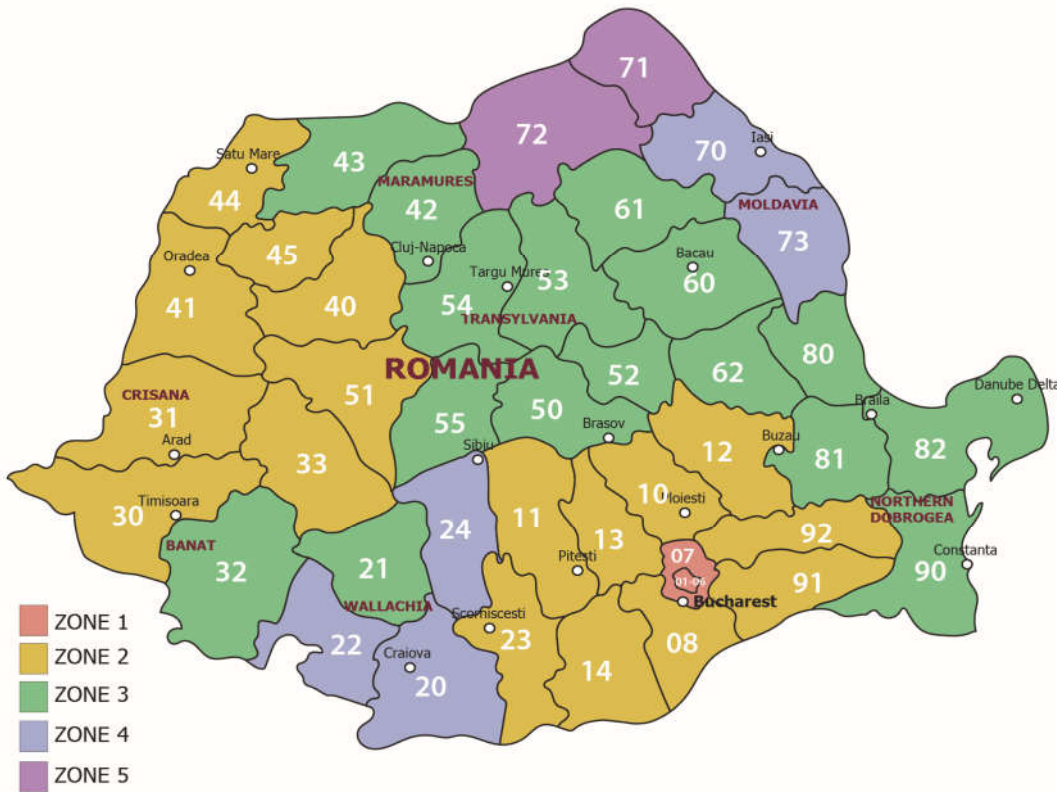 71
72
70
Iasi
43
Satu Mare
MARAMURES
44
42
61
MOLDAVIA
73
45
Cluj-Napoca
Oradea
Bacau
Targu Mures
53
60
41
40
54
TRANSYLVANIA
80
ROMANIA
52
62
Danube Delta
CRISANA
51
Braila
31
55
50
Brasov
12
Buzau
82
Arad
Sibiu
81
33
10
Timisoara
30
24
11
Ploiesti
NORTHERN
DOBROGEA
13
92
BANAT
32
21
Pitesti
07
Constanta
01-06
91
90
WALLACHIA
Bucharest
Scorniscesti
22
23
08
Craiova
20
14
ZONE 1
ZONE 2
ZONE 3
ZONE 4
ZONE 5